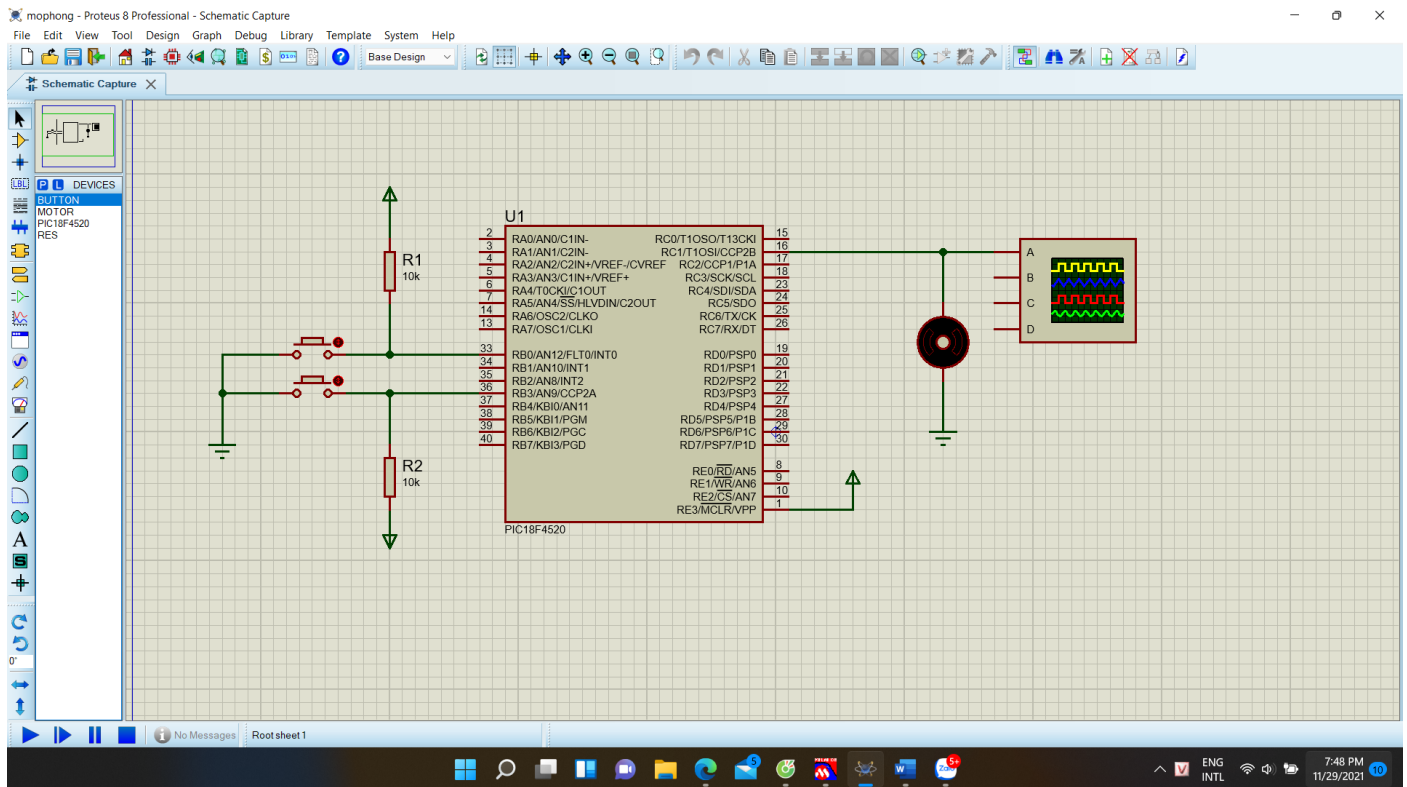 mophong - Proteus 8 Professional - Schematic Capture
File Edit View Tool Design Graph Debug Library Template System Help
Base Design
Schematic Capture
LBL
P L DEVICES
BUTTON
MOTOR
PIC18F4520
RES
A
S
0°
U1
2 RA0/AN0/C1IN-
3 RA1/AN1/C2IN-
4 RA2/AN2/C2IN+/VREF-/CVREF
5 RA3/AN3/C1IN+/VREF+
6 RA4/T0CKI/C1OUT
7 RA5/AN4/SS/HLVDIN/C2OUT
14 RA6/OSC2/CLKO
13 RA7/OSC1/CLKI
33 RB0/AN12/FLT0/INT0
34 RB1/AN10/INT1
35 RB2/AN8/INT2
36 RB3/AN9/CCP2A
37 RB4/KBI0/AN11
38 RB5/KBI1/PGM
39 RB6/KBI2/PGC
40 RB7/KBI3/PGD
RC0/T1OSO/T13CKI 15
RC1/T1OSI/CCP2B 16
RC2/CCP1/P1A 17
RC3/SCK/SCL 18
RC4/SDI/SDA 23
RC5/SDO 24
RC6/TX/CK 25
RC7/RX/DT 26
RD0/PSP0 19
RD1/PSP1 20
RD2/PSP2 21
RD3/PSP3 22
RD4/PSP4 27
RD5/PSP5/P1B 28
RD6/PSP6/P1C 29
RD7/PSP7/P1D 30
RE0/RD/AN5 8
RE1/WR/AN6 9
RE2/CS/AN7 10
RE3/MCLR/VPP 1
PIC18F4520
R1
10k
R2
10k
A
B
C
D
No Messages
Root sheet 1
5
W
Zalo
5+
V
ENG
INTL
7:48 PM
11/29/2021
10